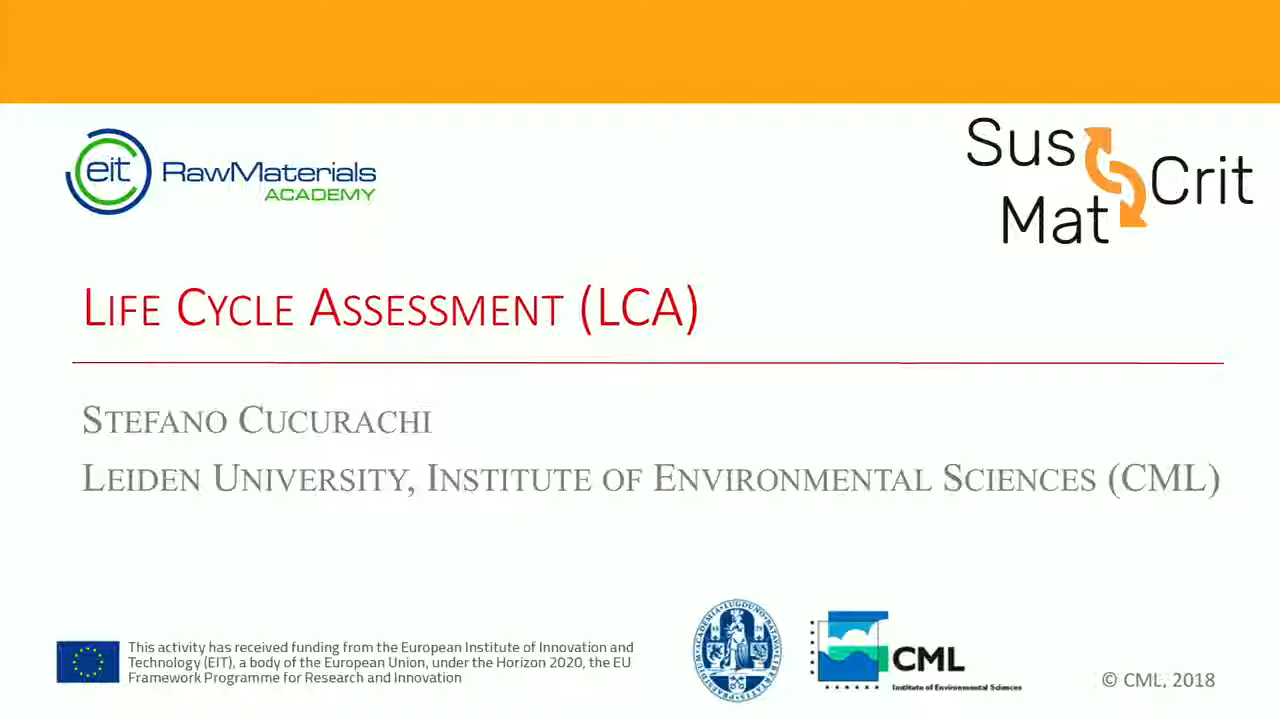 eit RawMaterials
ACADEMY
Sus Crit
Mat
LIFE CYCLE ASSESSMENT (LCA)
STEFANO CUCURACHI
LEIDEN UNIVERSITY, INSTITUTE OF ENVIRONMENTAL SCIENCES (CML)
This activity has received funding from the European Institute of Innovation and
Technology (EIT), a body of the European Union, under the Horizon 2020, the EU
Framework Programme for Research and Innovation
CML
Institute of Environmental Sciences
© CML, 2018